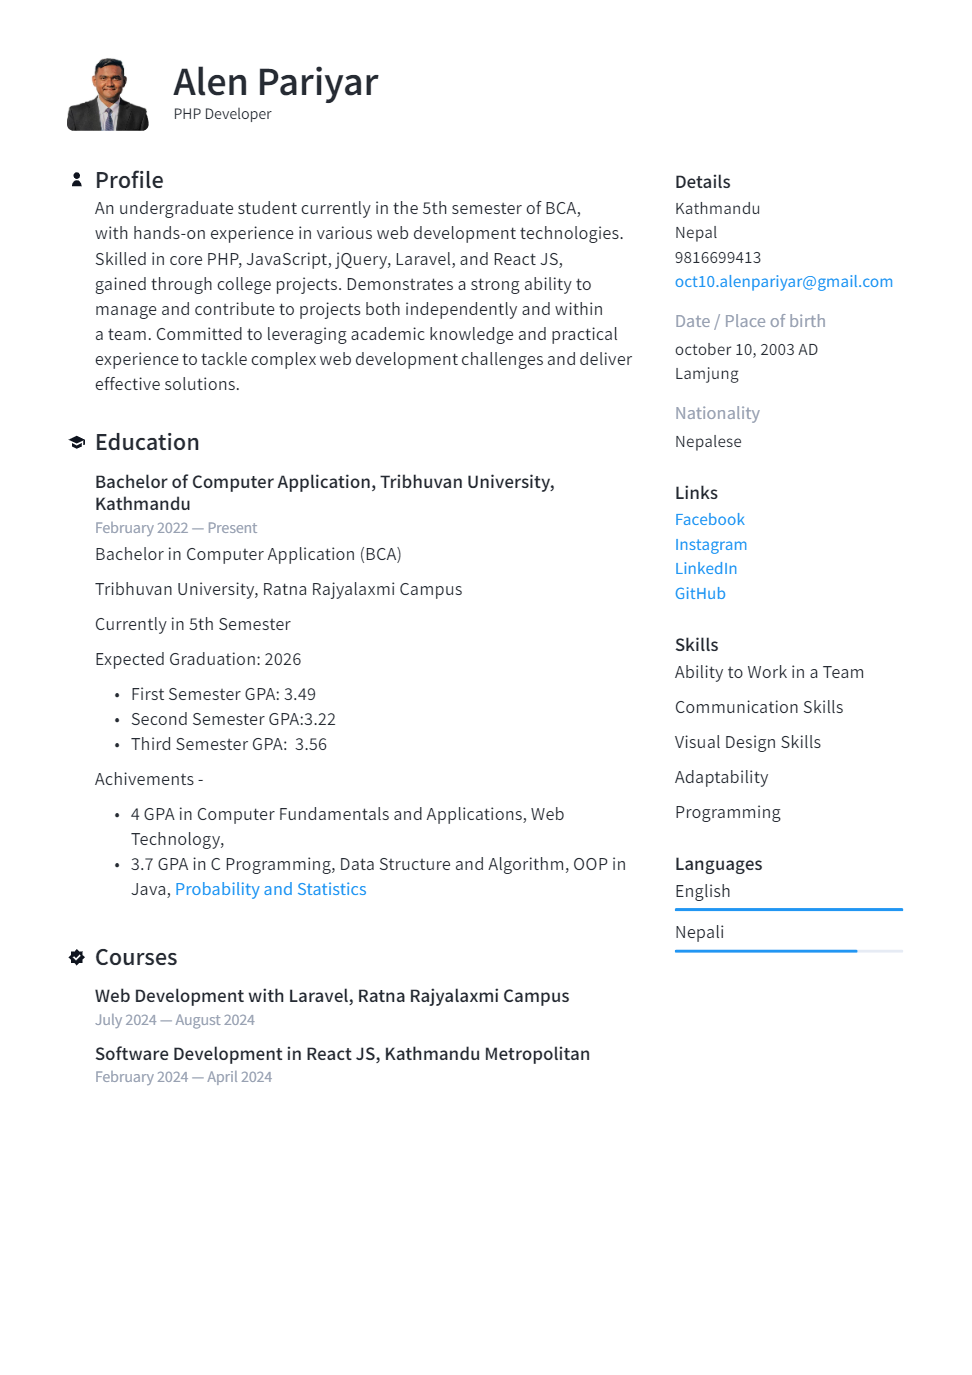 Alen Pariyar
PHP Developer
Profile
An undergraduate student currently in the 5th semester of BCA,
with hands-on experience in various web development technologies.
Skilled in core PHP, JavaScript, jQuery, Laravel, and React JS,
gained through college projects. Demonstrates a strong ability to
manage and contribute to projects both independently and within
a team. Committed to leveraging academic knowledge and practical
experience to tackle complex web development challenges and deliver
effective solutions.
Education
Bachelor of Computer Application, Tribhuvan University,
Kathmandu
February 2022 — Present
Bachelor in Computer Application (BCA)
Tribhuvan University, Ratna Rajyalaxmi Campus
Currently in 5th Semester
Expected Graduation: 2026
• First Semester GPA: 3.49
• Second Semester GPA:3.22
• Third Semester GPA:  3.56
Achivements -
• 4 GPA in Computer Fundamentals and Applications, Web
Technology,
• 3.7 GPA in C Programming, Data Structure and Algorithm, OOP in
Java, Probability and Statistics
Courses
Web Development with Laravel, Ratna Rajyalaxmi Campus
July 2024 — August 2024
Software Development in React JS, Kathmandu Metropolitan
February 2024 — April 2024
Details
Kathmandu
Nepal
9816699413
oct10.alenpariyar@gmail.com
Date / Place of birth
october 10, 2003 AD
Lamjung
Nationality
Nepalese
Links
Facebook
Instagram
LinkedIn
GitHub
Skills
Ability to Work in a Team
Communication Skills
Visual Design Skills
Adaptability
Programming
Languages
English
Nepali